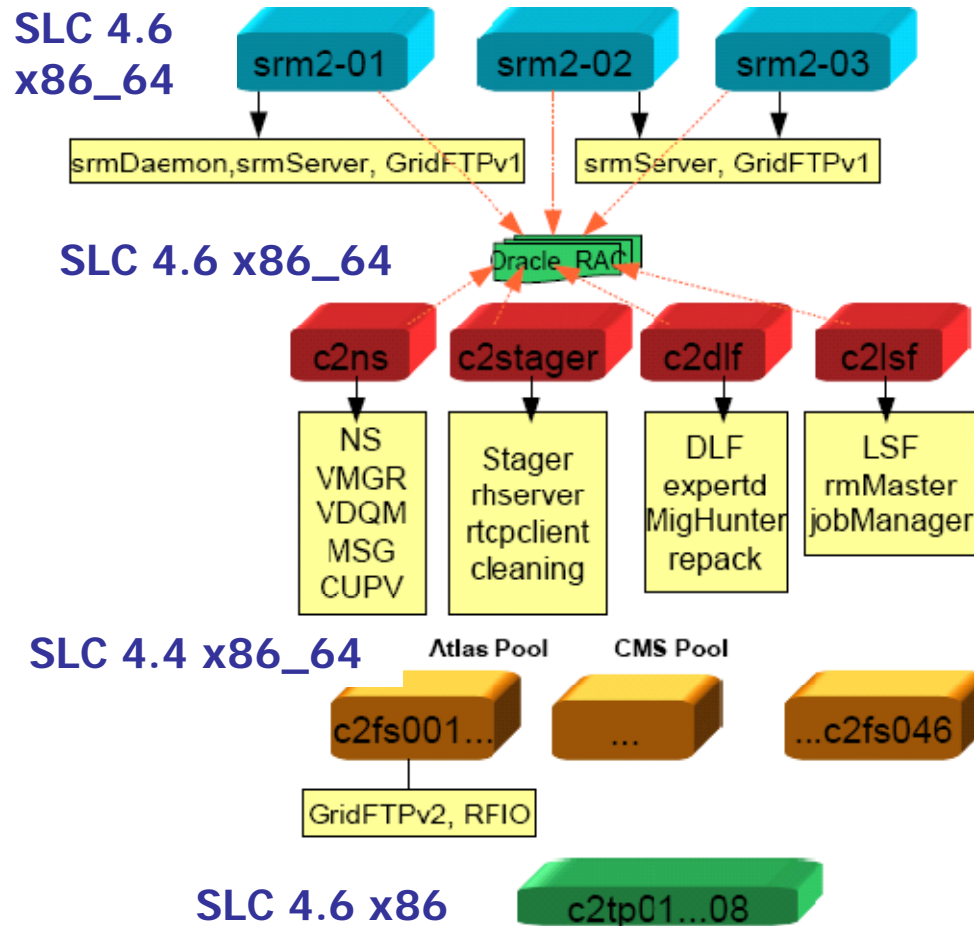 SLC 4.6
x86_64
srm2-01
srm2-02
srm2-03
srmDaemon,srmServer, GridFTPv1
srmServer, GridFTPv1
SLC 4.6 x86_64
Oracle RAC
c2ns
c2stager
c2dlf
c2lsf
NS
VMGR
VDQM
MSG
CUPV
Stager
rhserver
rtcpclient
cleaning
DLF
expertd
MigHunter
repack
LSF
rmMaster
jobManager
SLC 4.4 x86_64
Atlas Pool
CMS Pool
c2fs001...
...
...c2fs046
GridFTPv2, RFIO
SLC 4.6 x86
c2tp01...08